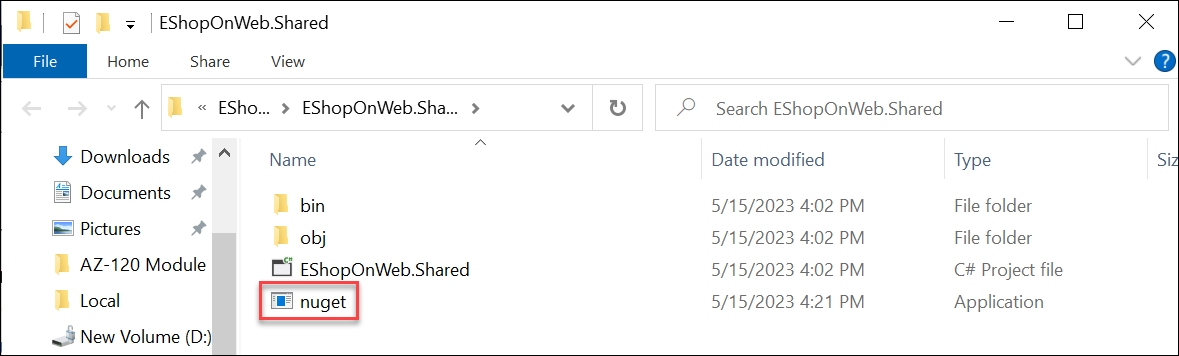 EShopOnWeb.Shared
File Home Share View
« ESho... > EShopOnWeb.Sha... > Search EShopOnWeb.Shared
Downloads
Documents
Pictures
AZ-120 Module
Local
New Volume (D:)
Name Date modified Type Siz
bin 5/15/2023 4:02 PM File folder
obj 5/15/2023 4:02 PM File folder
C# EShopOnWeb.Shared 5/15/2023 4:02 PM C# Project file
nuget 5/15/2023 4:21 PM Application